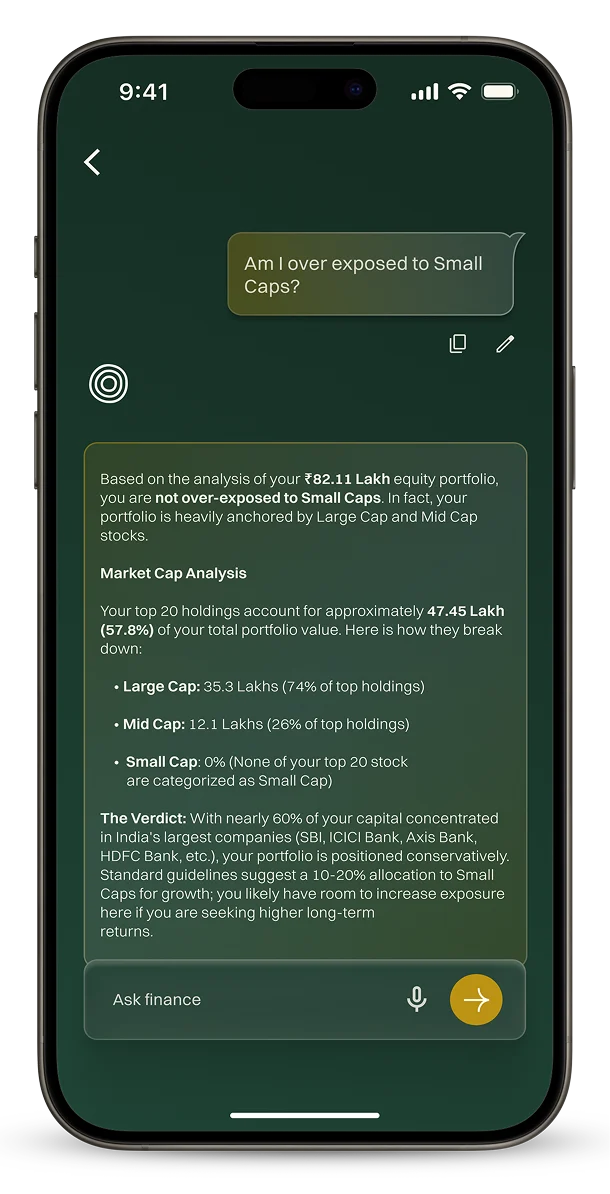 9:41
Am I over exposed to Small
Caps?
Based on the analysis of your ₹82.11 Lakh equity portfolio,
you are not over-exposed to Small Caps. In fact, your
portfolio is heavily anchored by Large Cap and Mid Cap
stocks.
Market Cap Analysis
Your top 20 holdings account for approximately 47.45 Lakh
(57.8%) of your total portfolio value. Here is how they break
down:
• Large Cap: 35.3 Lakhs (74% of top holdings)
• Mid Cap: 12.1 Lakhs (26% of top holdings)
• Small Cap: 0% (None of your top 20 stock
are categorized as Small Cap)
The Verdict: With nearly 60% of your capital concentrated
in India's largest companies (SBI, ICICI Bank, Axis Bank,
HDFC Bank, etc.), your portfolio is positioned conservatively.
Standard guidelines suggest a 10-20% allocation to Small
Caps for growth; you likely have room to increase exposure
here if you are seeking higher long-term
returns.
Ask finance